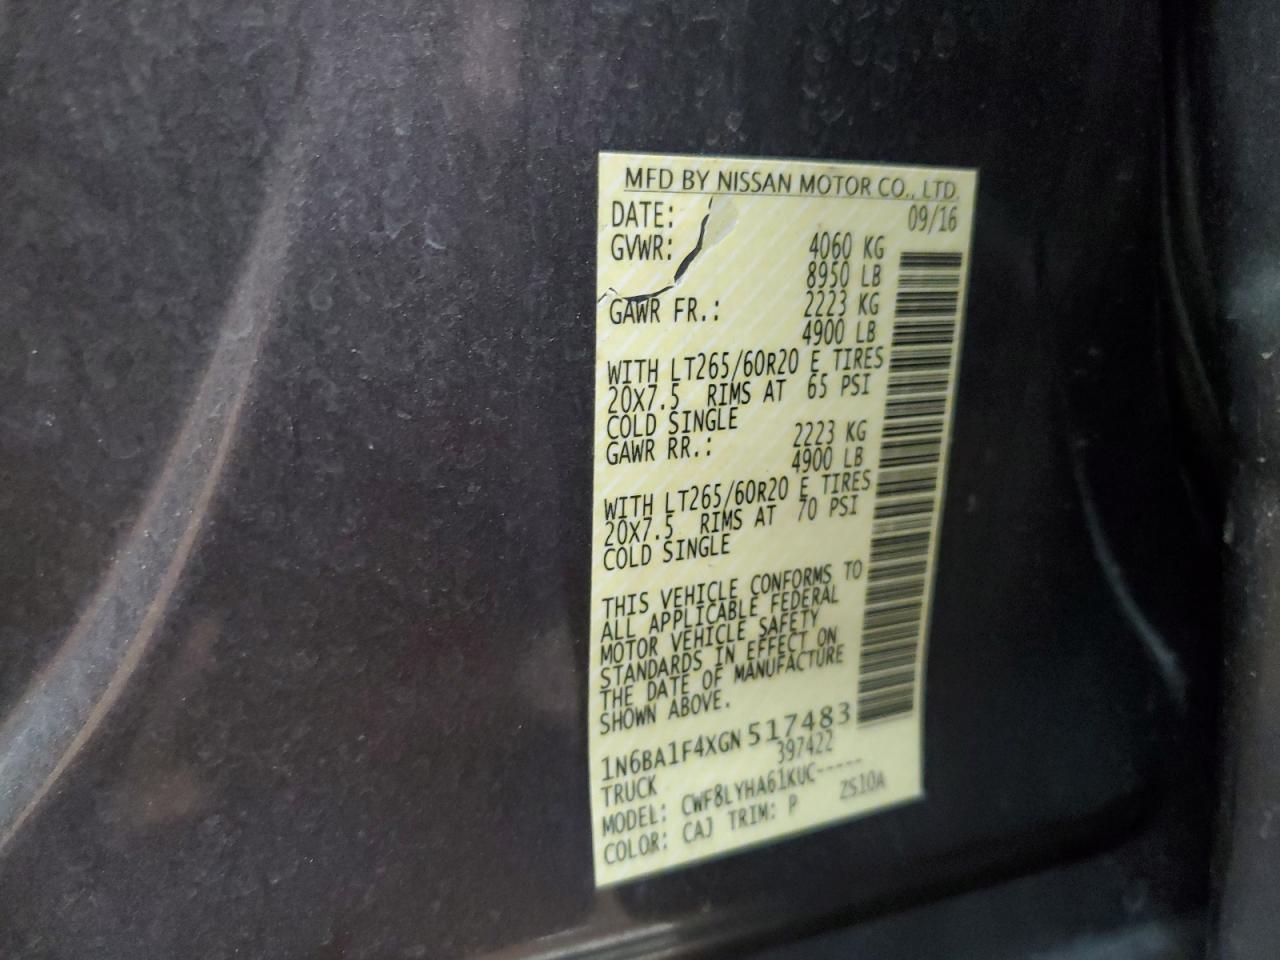 MFD BY NISSAN MOTOR CO., LTD.
DATE: 09/16
GVWR: 4060 KG
8950 LB
GAWR FR.: 2223 KG
4900 LB
WITH LT265/60R20 E TIRES
20X7.5 RIMS AT 65 PSI
COLD SINGLE
GAWR RR.: 2223 KG
4900 LB
WITH LT265/60R20 E TIRES
20X7.5 RIMS AT 70 PSI
COLD SINGLE
THIS VEHICLE CONFORMS TO
ALL APPLICABLE FEDERAL
MOTOR VEHICLE SAFETY
STANDARDS IN EFFECT ON
THE DATE OF MANUFACTURE
SHOWN ABOVE.
1N6BA1F4XGN517483
TRUCK 397422
MODEL: CWF8LYHA61KUC-----
COLOR: CAJ TRIM: P ZS10A